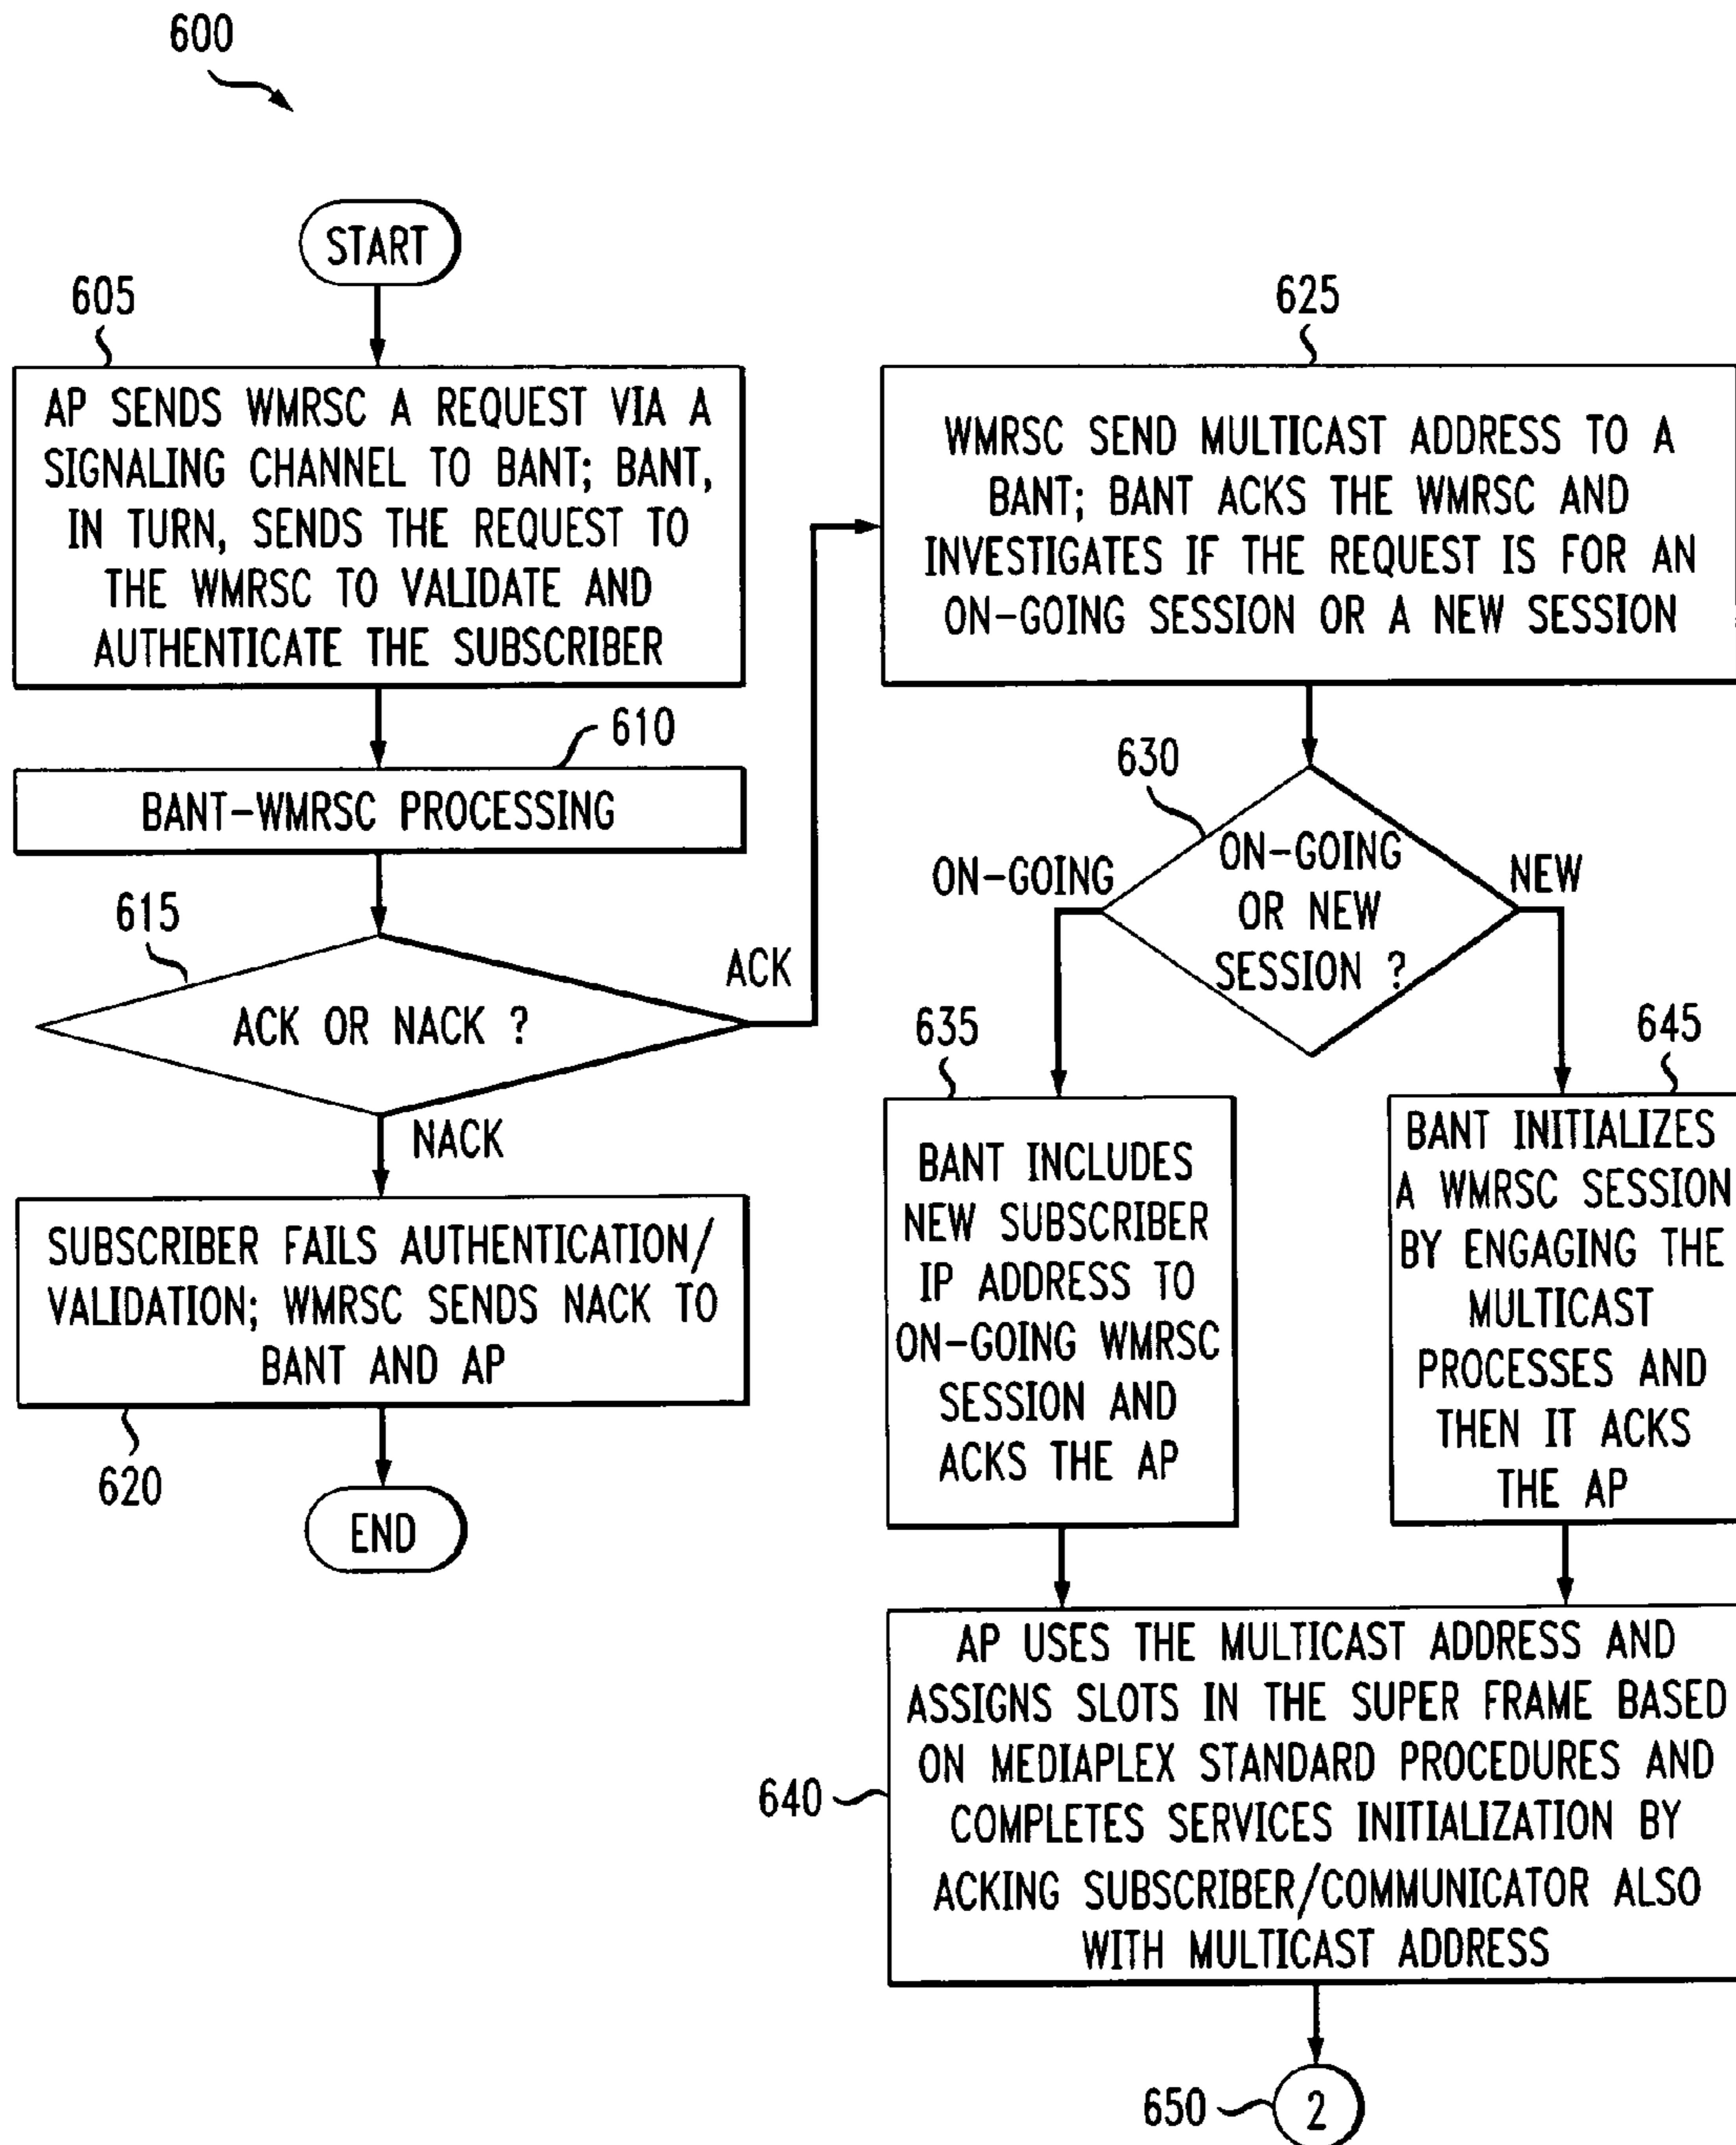 600
START
605
AP SENDS WMRSC A REQUEST VIA A
SIGNALING CHANNEL TO BANT; BANT,
IN TURN, SENDS THE REQUEST TO
THE WMRSC TO VALIDATE AND
AUTHENTICATE THE SUBSCRIBER
610
BANT-WMRSC PROCESSING
615
ACK OR NACK ?
ACK
NACK
SUBSCRIBER FAILS AUTHENTICATION/
VALIDATION; WMRSC SENDS NACK TO
BANT AND AP
620
END
625
WMRSC SEND MULTICAST ADDRESS TO A
BANT; BANT ACKS THE WMRSC AND
INVESTIGATES IF THE REQUEST IS FOR AN
ON-GOING SESSION OR A NEW SESSION
630
ON-GOING
OR NEW
SESSION ?
ON-GOING
NEW
635
BANT INCLUDES
NEW SUBSCRIBER
IP ADDRESS TO
ON-GOING WMRSC
SESSION AND
ACKS THE AP
645
BANT INITIALIZES
A WMRSC SESSION
BY ENGAGING THE
MULTICAST
PROCESSES AND
THEN IT ACKS
THE AP
640
AP USES THE MULTICAST ADDRESS AND
ASSIGNS SLOTS IN THE SUPER FRAME BASED
ON MEDIAPLEX STANDARD PROCEDURES AND
COMPLETES SERVICES INITIALIZATION BY
ACKING SUBSCRIBER/COMMUNICATOR ALSO
WITH MULTICAST ADDRESS
650
2